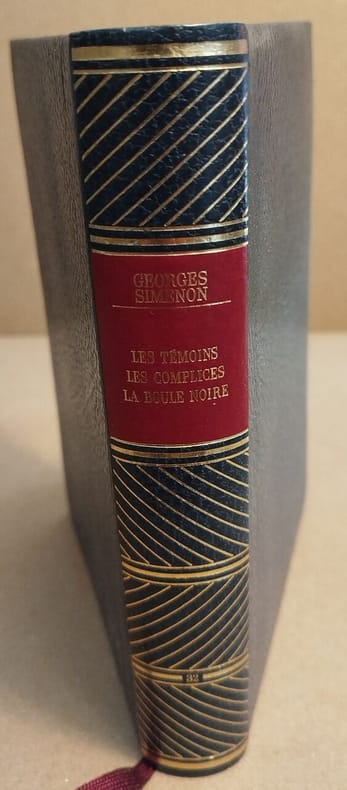 GEORGES
SIMENON
LES TÉMOINS
LES COMPLICES
LA BOULE NOIRE
32